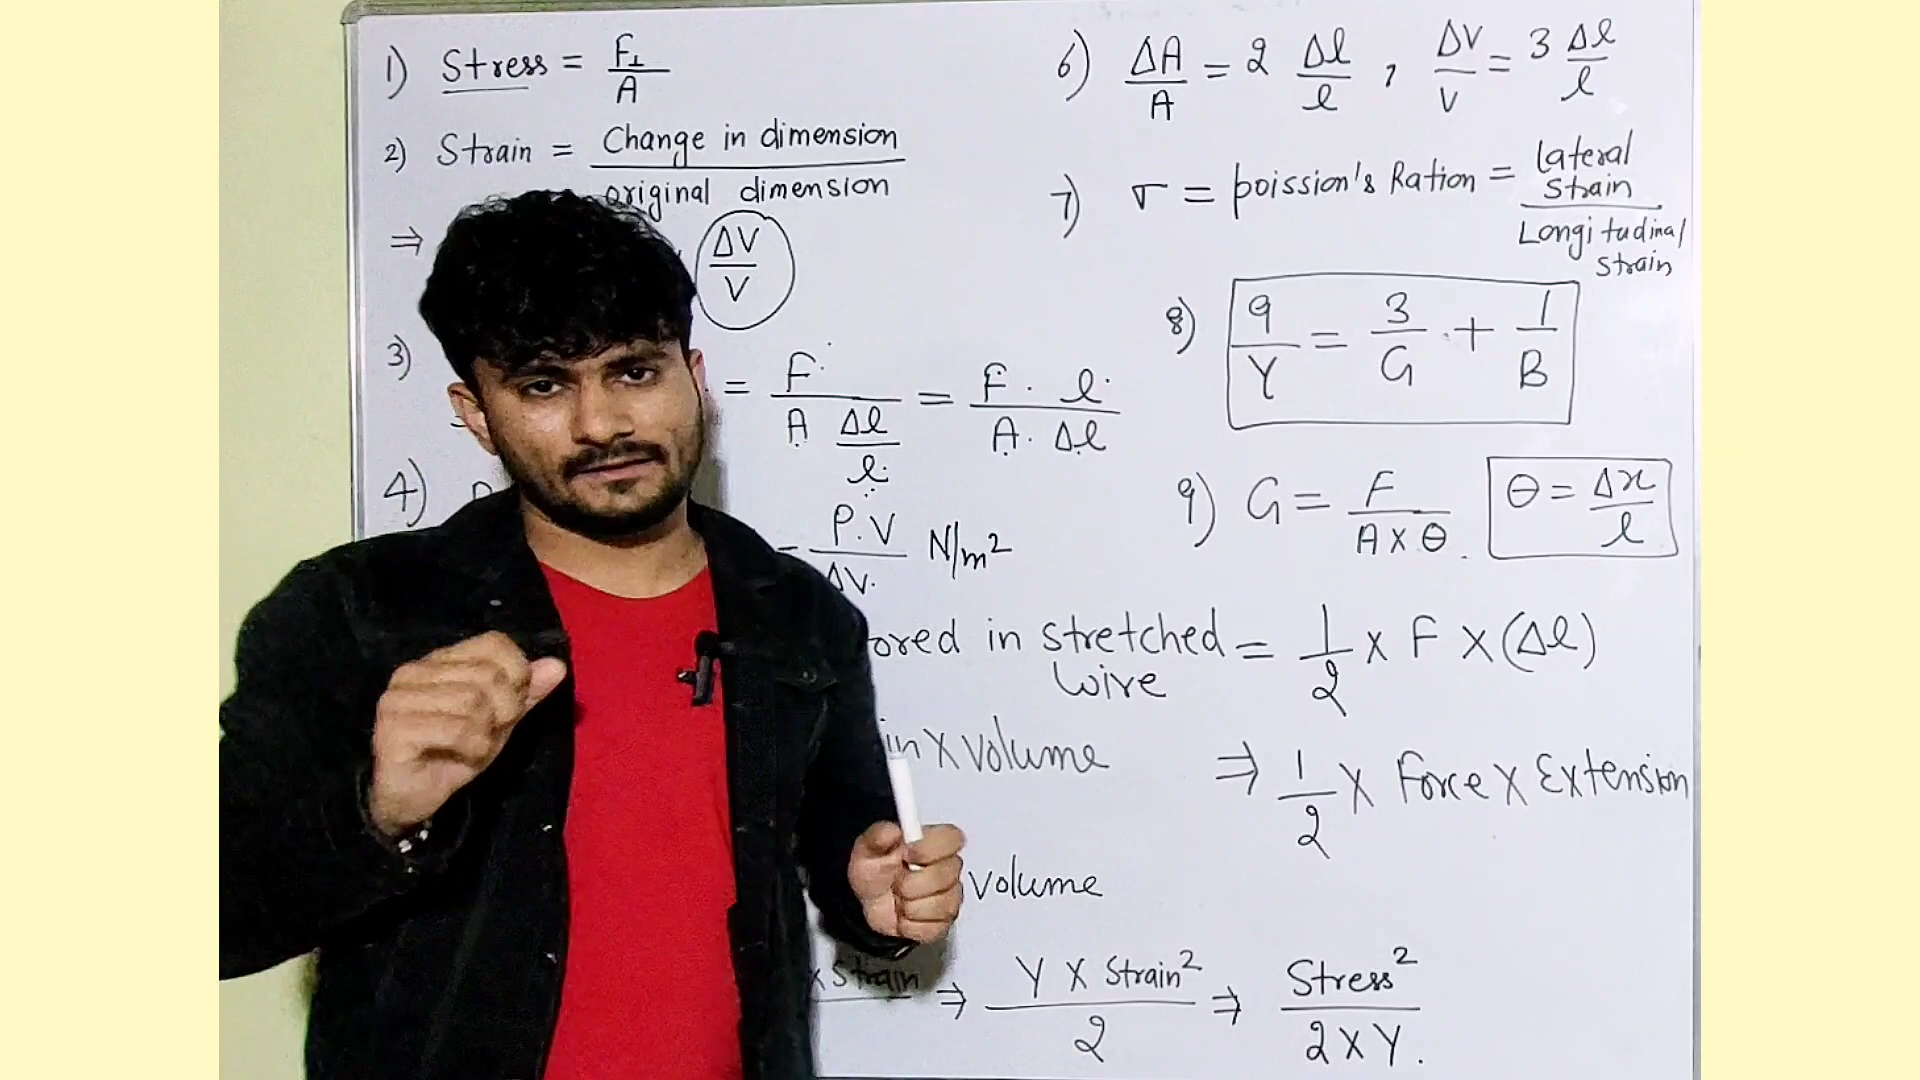 1) Stress = F⊥/A
2) Strain = Change in dimension / original dimension
⇒ ΔV/V
3) = F / (A Δl/l) = F · l / A · Δl
4) = P.V / ΔV. N/m²
in stretched wire = 1/2 x F x (Δl)
x volume
⇒ 1/2 x Force x Extension
volume
x Strain ⇒ Y x Strain² / 2 ⇒ Stress² / 2 x Y.
6) ΔA/A = 2 Δl/l , ΔV/V = 3 Δl/l
7) σ = poission's Ration = lateral strain / Longitudinal strain
8) 9/Y = 3/G + 1/B
9) G = F / A x θ. θ = Δx/l